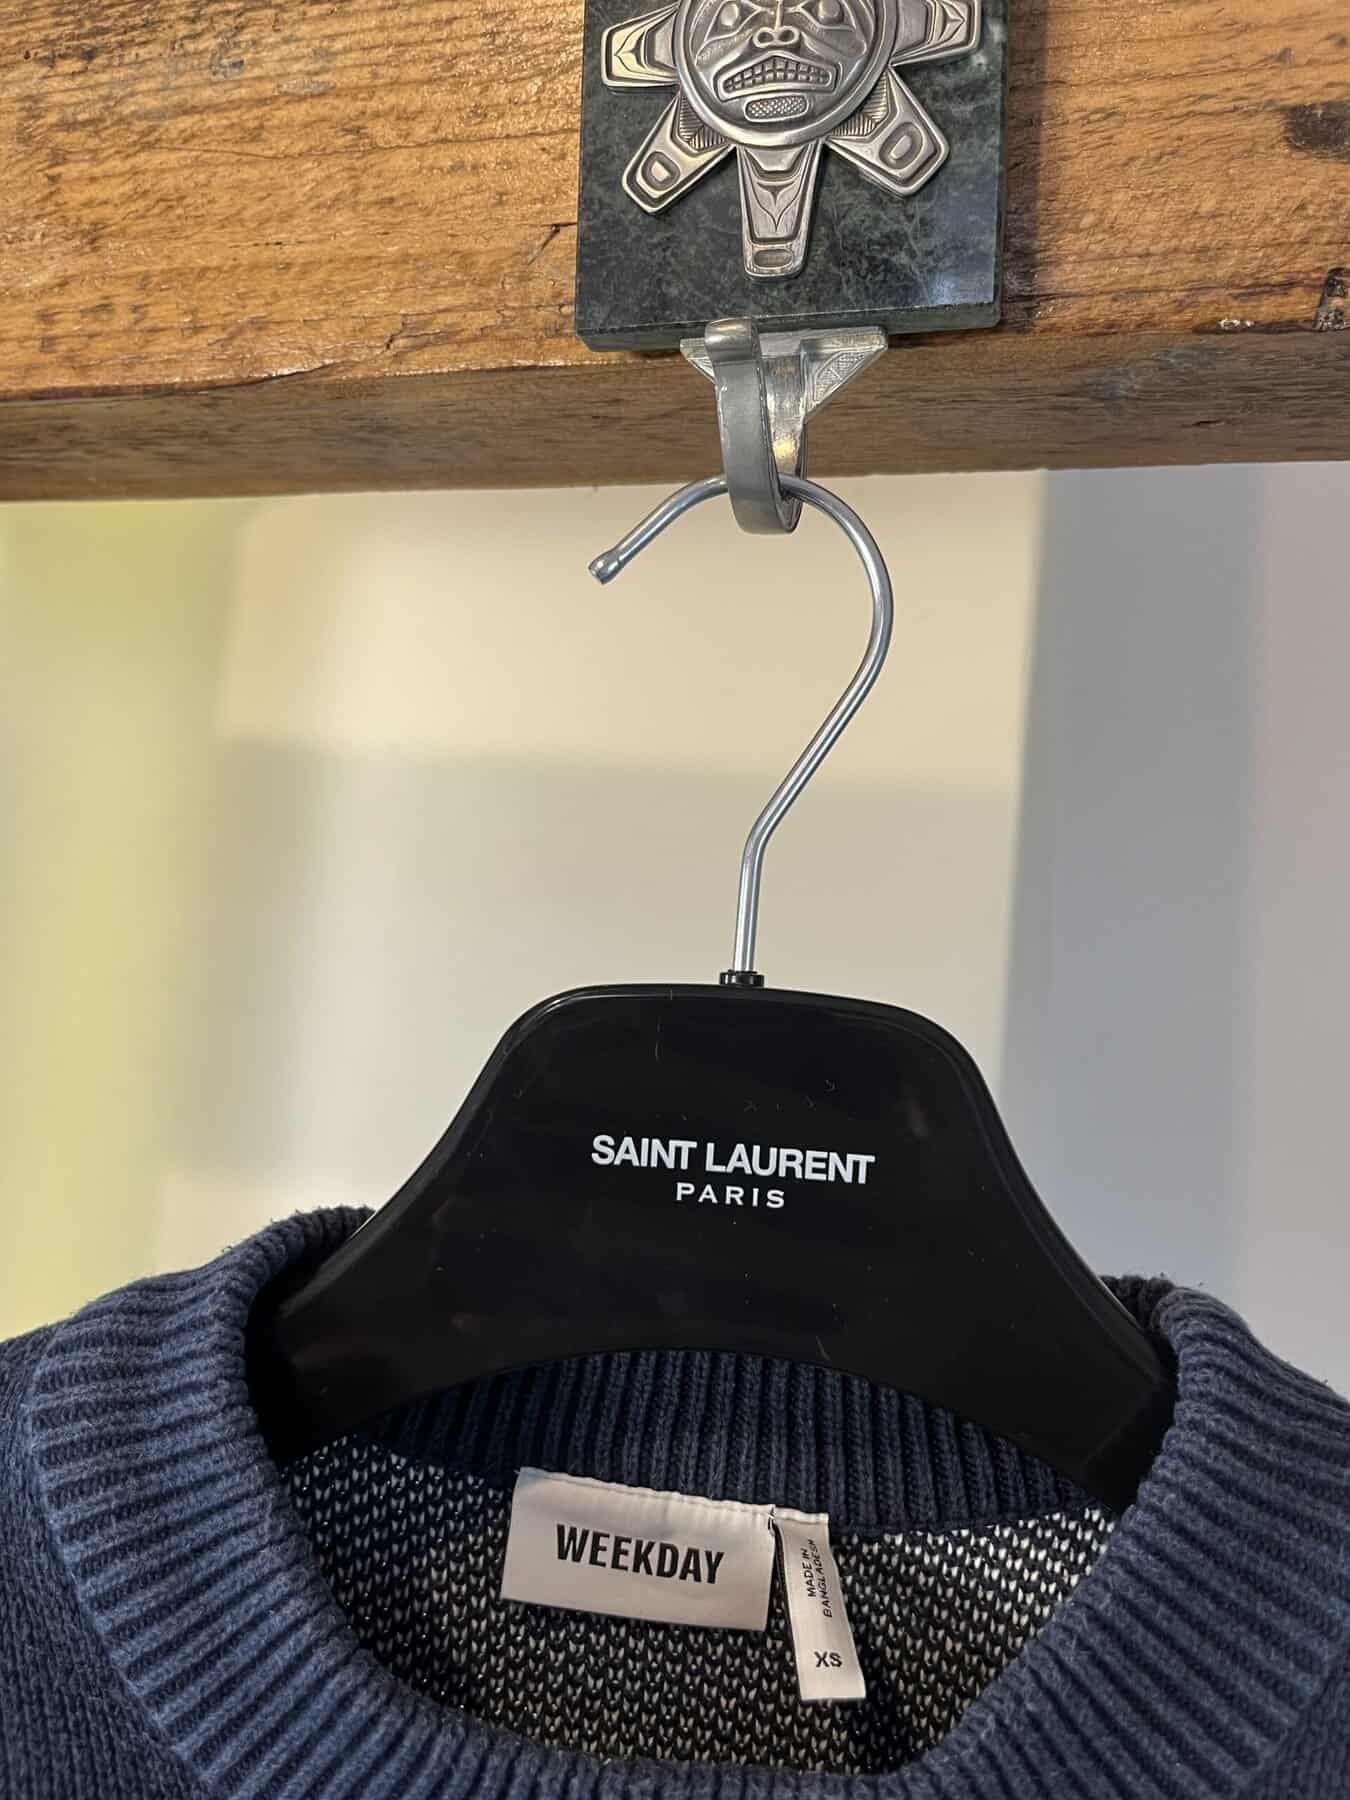 SAINT LAURENT
PARIS
WEEKDAY
MADE IN
BANGLADESH
XS